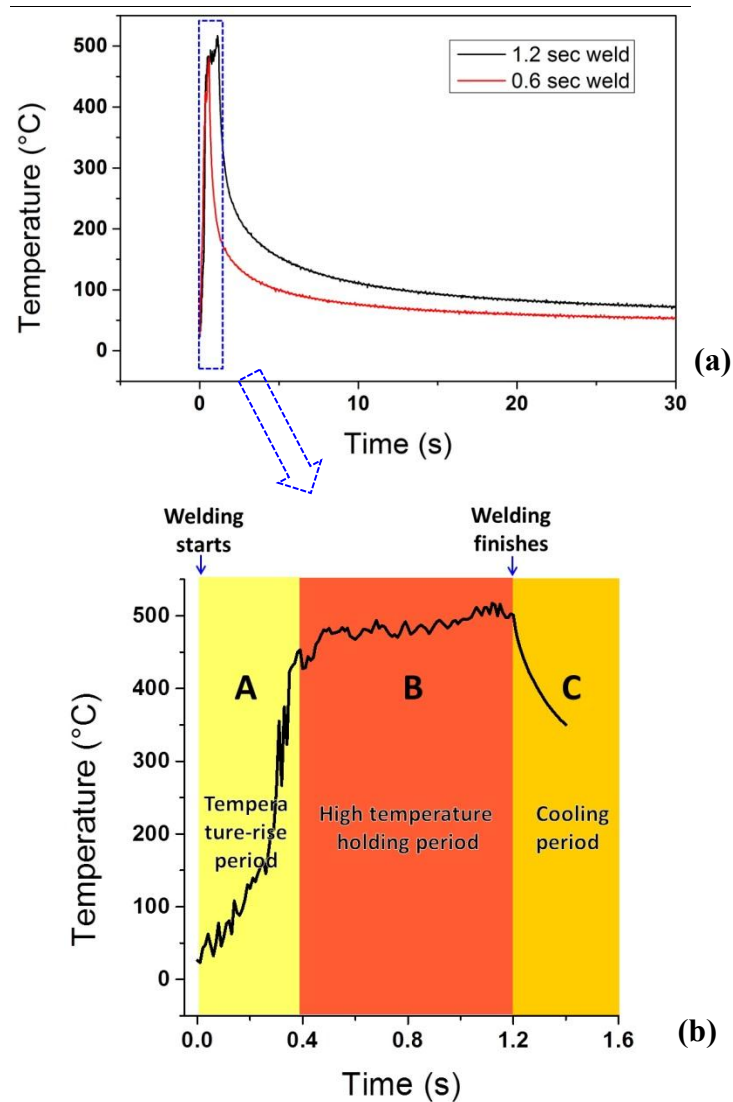 500
400
300
200
100
0
Temperature (°C)
1.2 sec weld
0.6 sec weld
0
10
20
30
Time (s)
(a)
Welding
starts
Welding
finishes
500
400
300
200
100
0
Temperature (°C)
A
B
C
Tempera
ture-rise
period
High temperature
holding period
Cooling
period
0.0
0.4
0.8
1.2
1.6
Time (s)
(b)